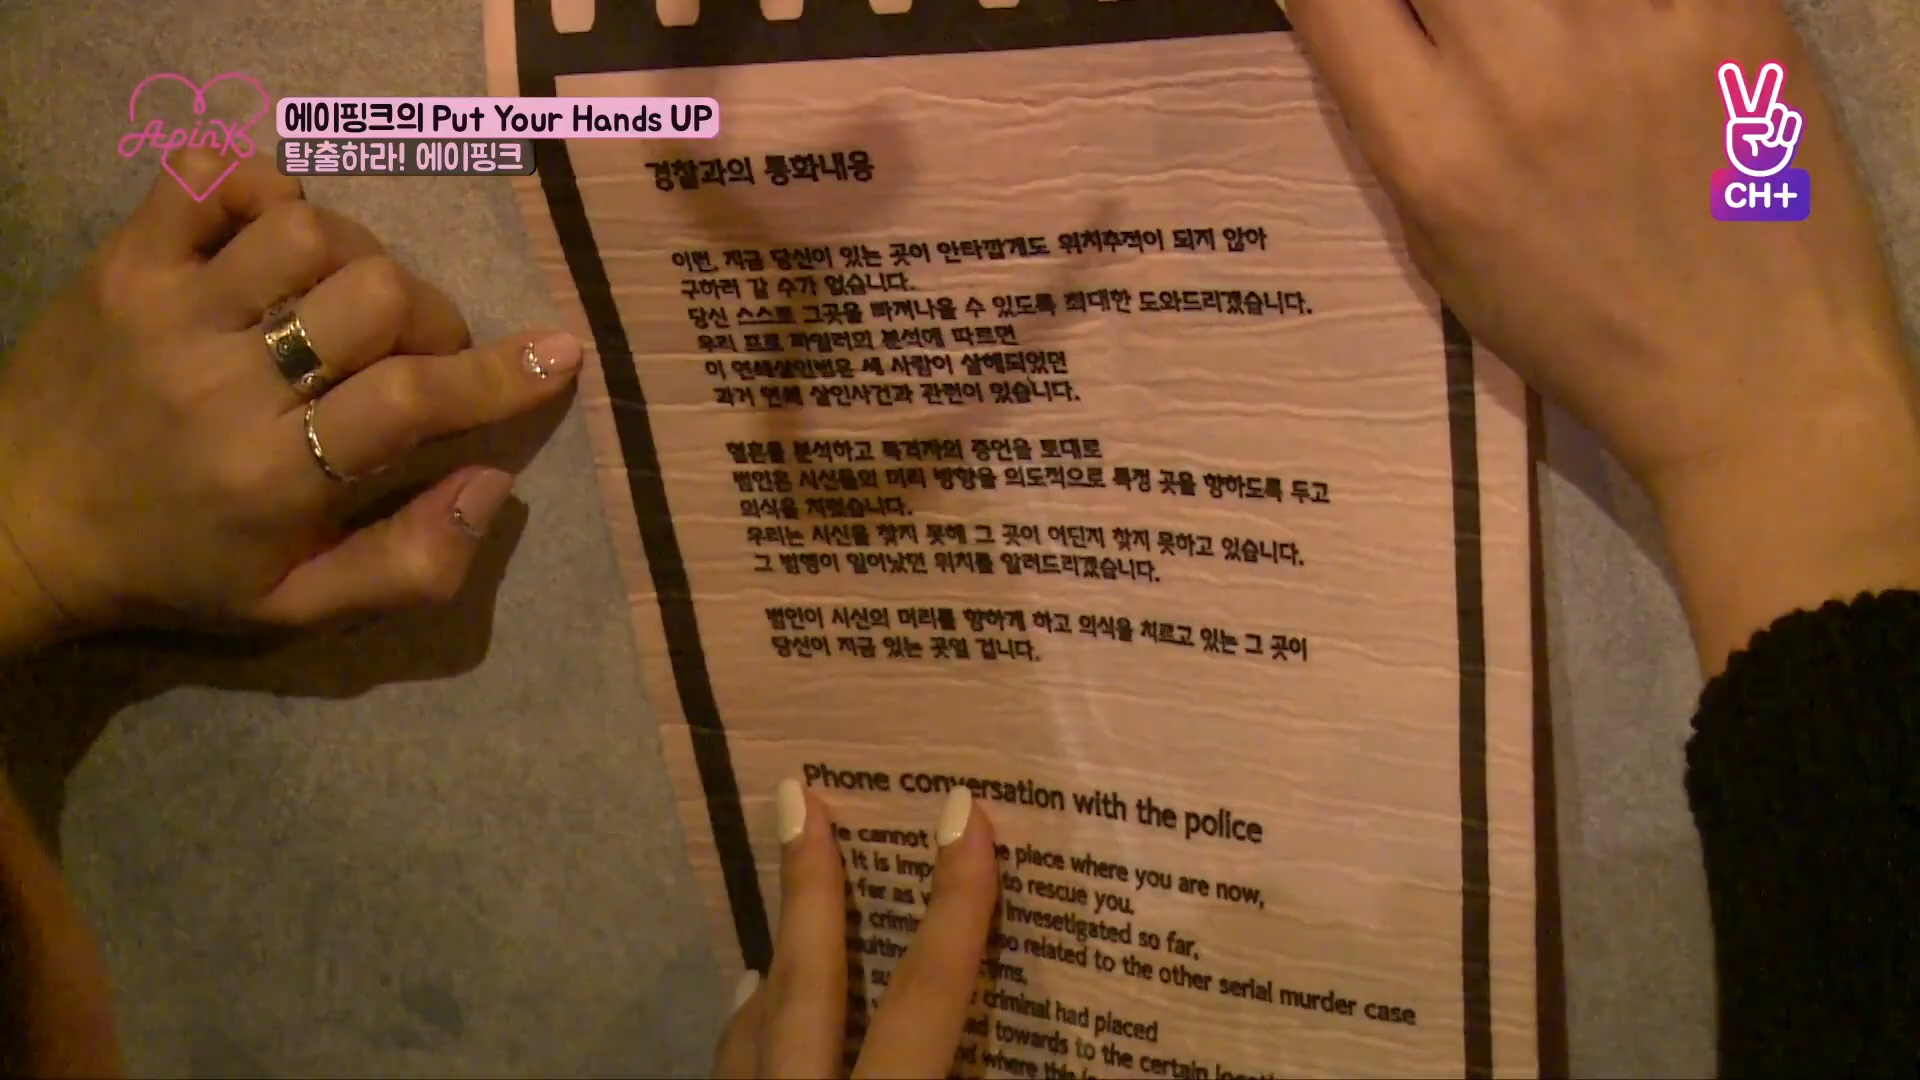 Apink
에이핑크의 Put Your Hands UP
탈출하라! 에이핑크
V
CH+
경찰과의 통화내용
이런, 지금 당신이 있는 곳이 안타깝게도 위치추적이 되지 않아
구하러 갈 수가 없습니다.
당신 스스로 그곳을 빠져나올 수 있도록 최대한 도와드리겠습니다.
우리 프로 파일러의 분석에 따르면
이 연쇄살인범은 세 사람이 살해되었던
과거 연쇄 살인사건과 관련이 있습니다.
혈흔를 분석하고 목격자의 증언을 토대로
범인은 시신들의 머리 방향을 의도적으로 특정 곳을 향하도록 두고
의식을 치렀습니다.
우리는 시신을 찾지 못해 그 곳이 어딘지 찾지 못하고 있습니다.
그 범행이 일어났던 위치를 알려드리겠습니다.
범인이 시신의 머리를 향하게 하고 의식을 치르고 있는 그 곳이
당신이 지금 있는 곳일 겁니다.
Phone conversation with the police
cannot place where you are now,
It is to rescue you.
far as invesetigated so far,
related to the other serial murder case
criminal had placed
towards to the certain
where this